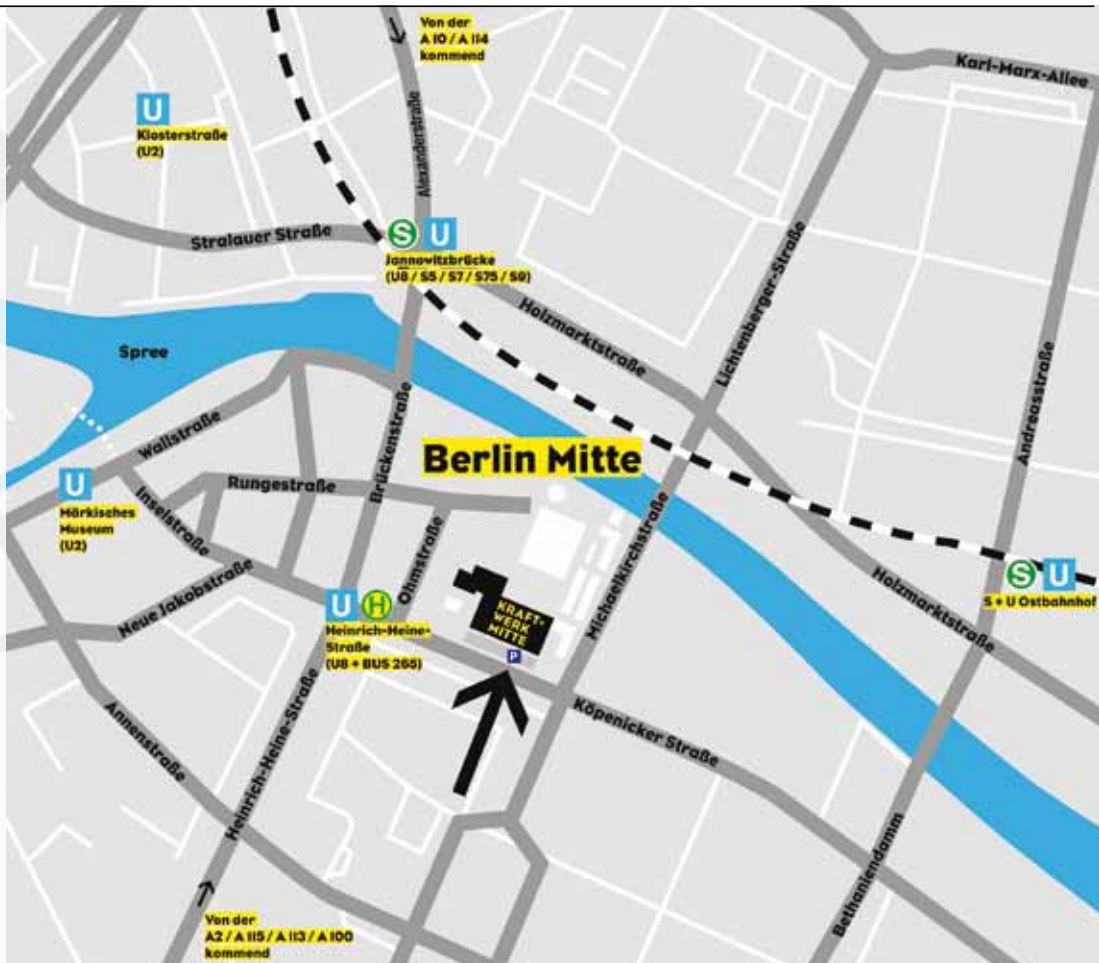 Von der
A 10 / A 114
kommend
Karl-Marx-Allee
U
Klosterstraße
(U2)
Alexanderstraße
Stralauer Straße
S U
Jannowitzbrücke
(U8 / S5 / S7 / S75 / S9)
Lichtenberger-Straße
Holzmarktstraße
Spree
Andreasstraße
Wallstraße
Brückenstraße
Berlin Mitte
U
Märkisches
Museum
(U2)
Rungestraße
Inselstraße
Ohmstraße
Michaelkirchstraße
Neue Jakobstraße
Holzmarktstraße
S U
S + U Ostbahnhof
U H
Heinrich-Heine-
Straße
(U8 + BUS 265)
KRAFT-
WERK
MITTE
P
Köpenicker Straße
Annenstraße
Heinrich-Heine-Straße
Bethaniendamm
Von der
A2 / A 115 / A 113 / A 100
kommend